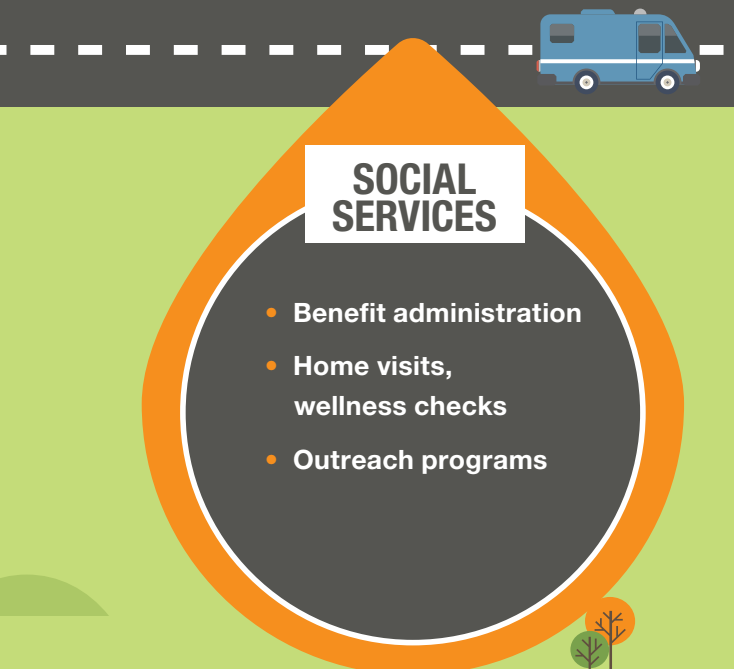 SOCIAL
SERVICES
• Benefit administration
• Home visits,
wellness checks
• Outreach programs